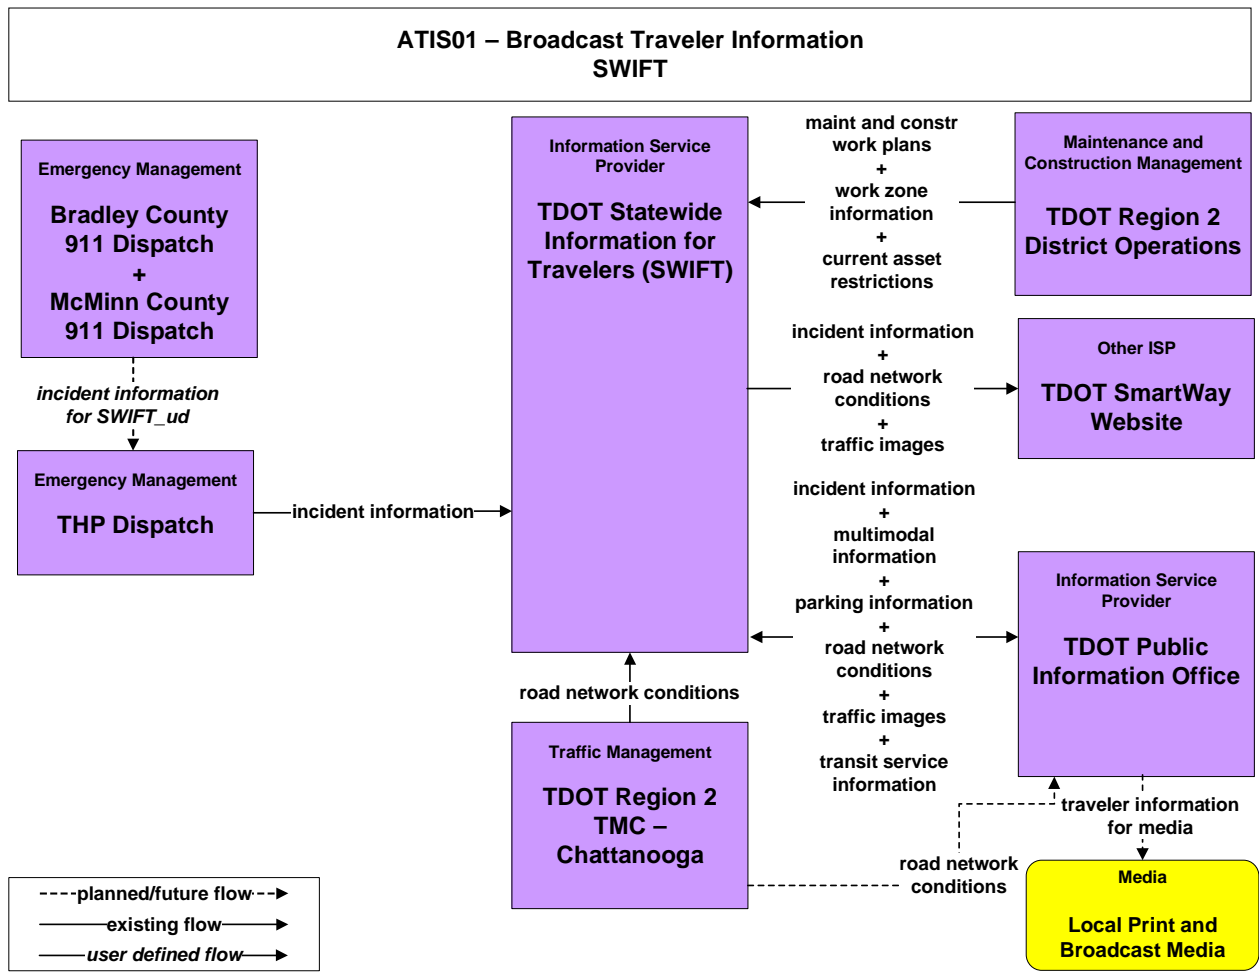 ATIS01 – Broadcast Traveler Information
SWIFT
Emergency Management
Bradley County
911 Dispatch
+
McMinn County
911 Dispatch
incident information
for SWIFT_ud
Emergency Management
THP Dispatch
incident information
Information Service
Provider
TDOT Statewide
Information for
Travelers (SWIFT)
road network conditions
Traffic Management
TDOT Region 2
TMC –
Chattanooga
maint and constr
work plans
+
work zone
information
+
current asset
restrictions
Maintenance and
Construction Management
TDOT Region 2
District Operations
incident information
+
road network
conditions
+
traffic images
Other ISP
TDOT SmartWay
Website
incident information
+
multimodal
information
+
parking information
+
road network
conditions
+
traffic images
+
transit service
information
Information Service
Provider
TDOT Public
Information Office
traveler information
for media
road network
conditions
Media
Local Print and
Broadcast Media
planned/future flow
existing flow
user defined flow